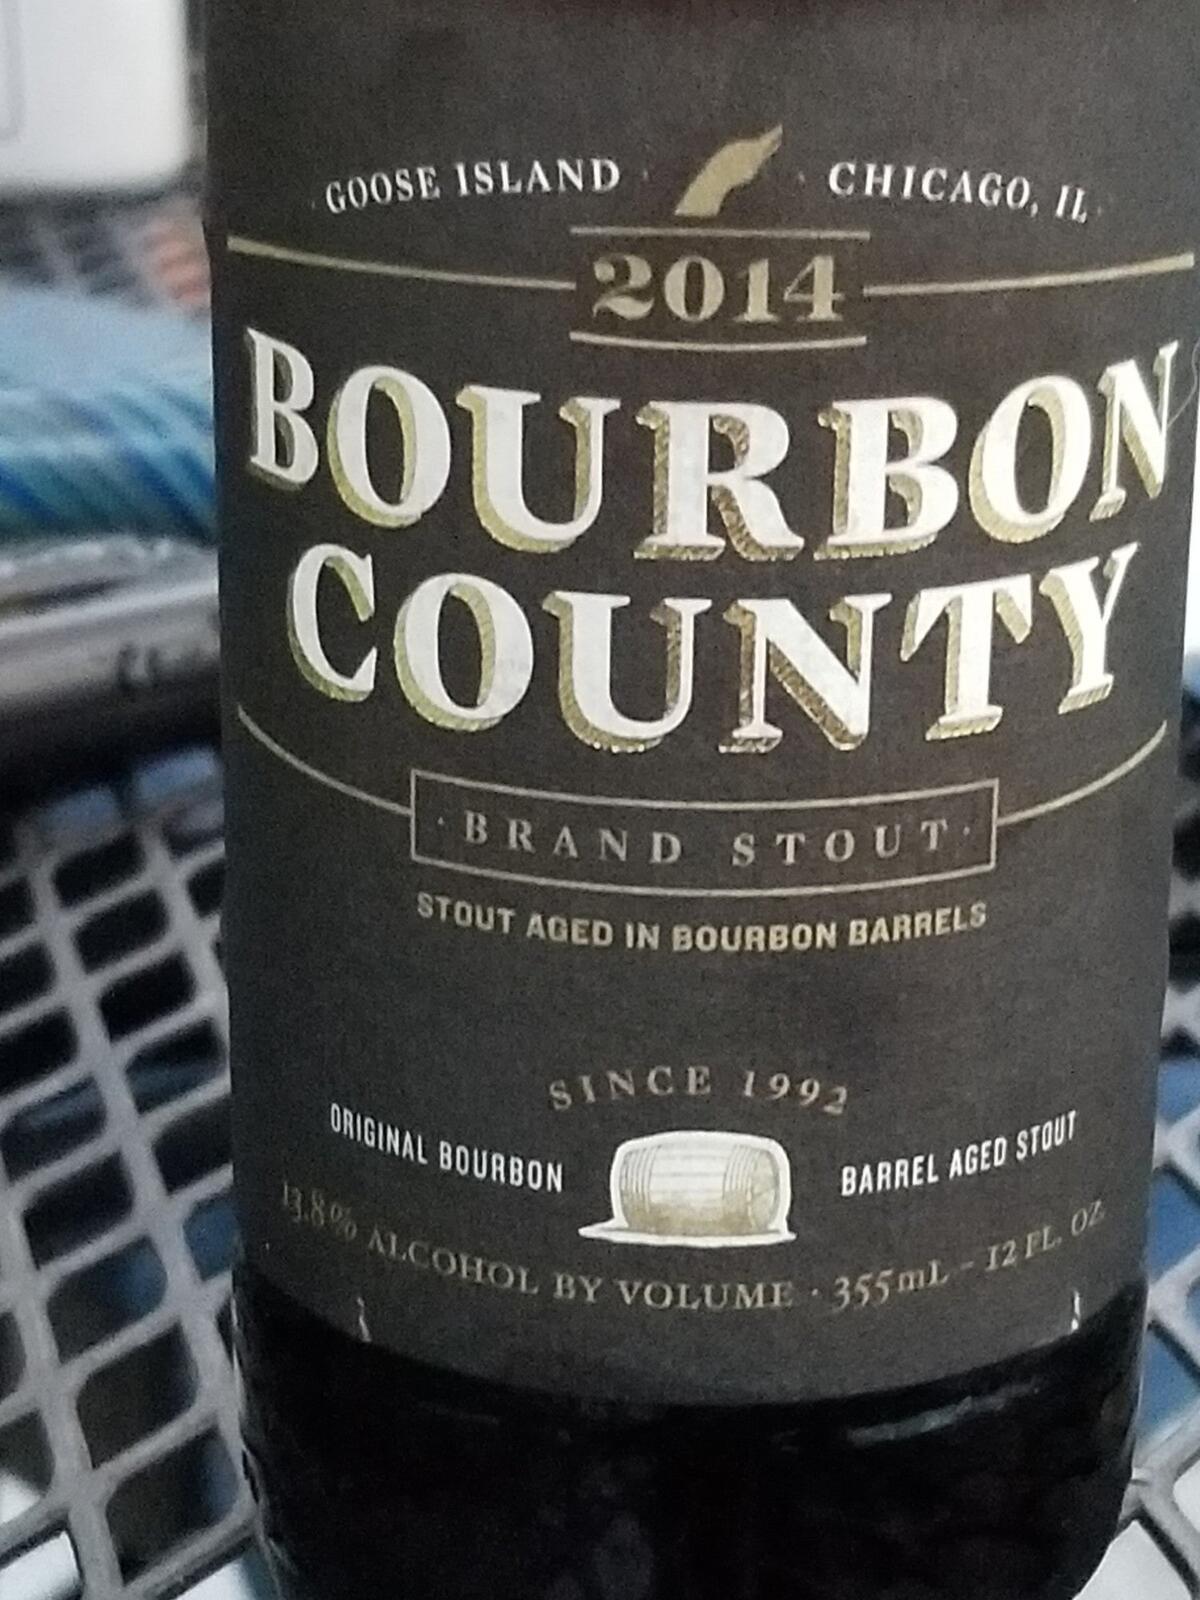 GOOSE ISLAND · CHICAGO, IL
2014
BOURBON
COUNTY
· BRAND STOUT ·
STOUT AGED IN BOURBON BARRELS
SINCE 1992
ORIGINAL BOURBON BARREL AGED STOUT
13.8% ALCOHOL BY VOLUME · 355mL - 12 FL. OZ.